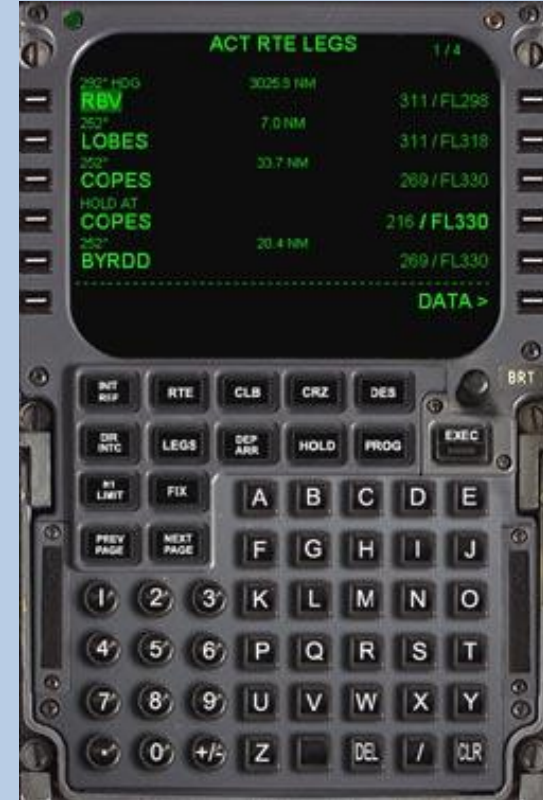 ACT RTE LEGS 1/4
292° HDG 3025.9 NM
RBV 311/FL298
252° 7.0 NM
LOBES 311/FL318
252° 33.7 NM
COPES 269/FL330
HOLD AT
COPES 216/FL330
252° 20.4 NM
BYRDD 269/FL330
DATA >
BRT
INIT REF RTE CLB CRZ DES
DIR INTC LEGS DEP ARR HOLD PROG EXEC
N1 LIMIT FIX A B C D E
PREV PAGE NEXT PAGE F G H I J
1 2 3 K L M N O
4 5 6 P Q R S T
7 8 9 U V W X Y
. 0 +/- Z DEL / CLR